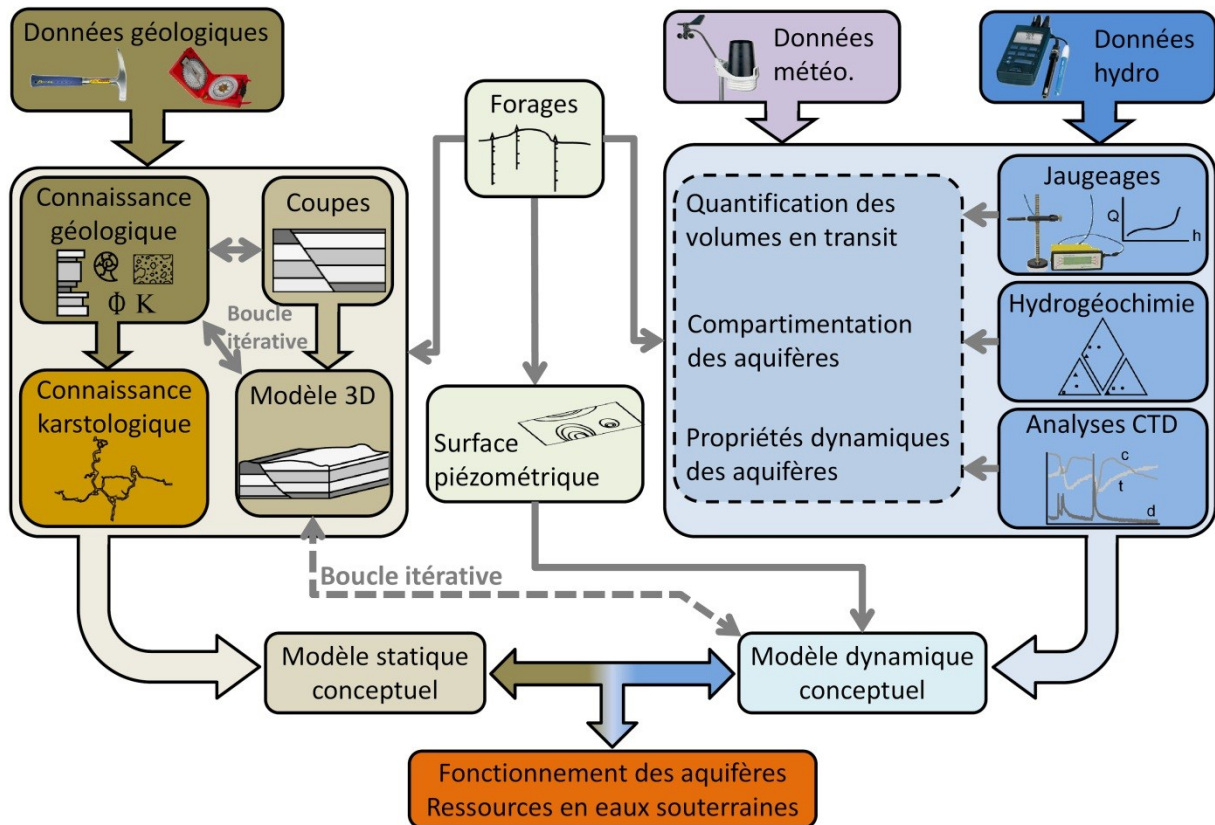 Données géologiques
Forages
Données
météo.
Données
hydro
Connaissance
géologique
Φ K
Coupes
Boucle
itérative
Connaissance
karstologique
Modèle 3D
Surface
piézométrique
Quantification des
volumes en transit
Compartimentation
des aquifères
Propriétés dynamiques
des aquifères
Jaugeages
Q
h
Hydrogéochimie
Analyses CTD
c
t
d
Boucle itérative
Modèle statique
conceptuel
Modèle dynamique
conceptuel
Fonctionnement des aquifères
Ressources en eaux souterraines